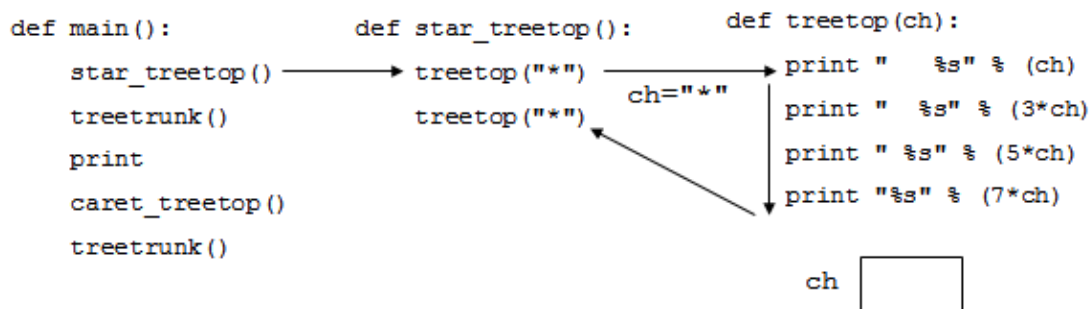 def main():
    star_treetop()
    treetrunk()
    print
    caret_treetop()
    treetrunk()
def star_treetop():
    treetop("*")
    treetop("*")
ch="*"
def treetop(ch):
    print "   %s" % (ch)
    print "  %s" % (3*ch)
    print " %s" % (5*ch)
    print "%s" % (7*ch)
ch